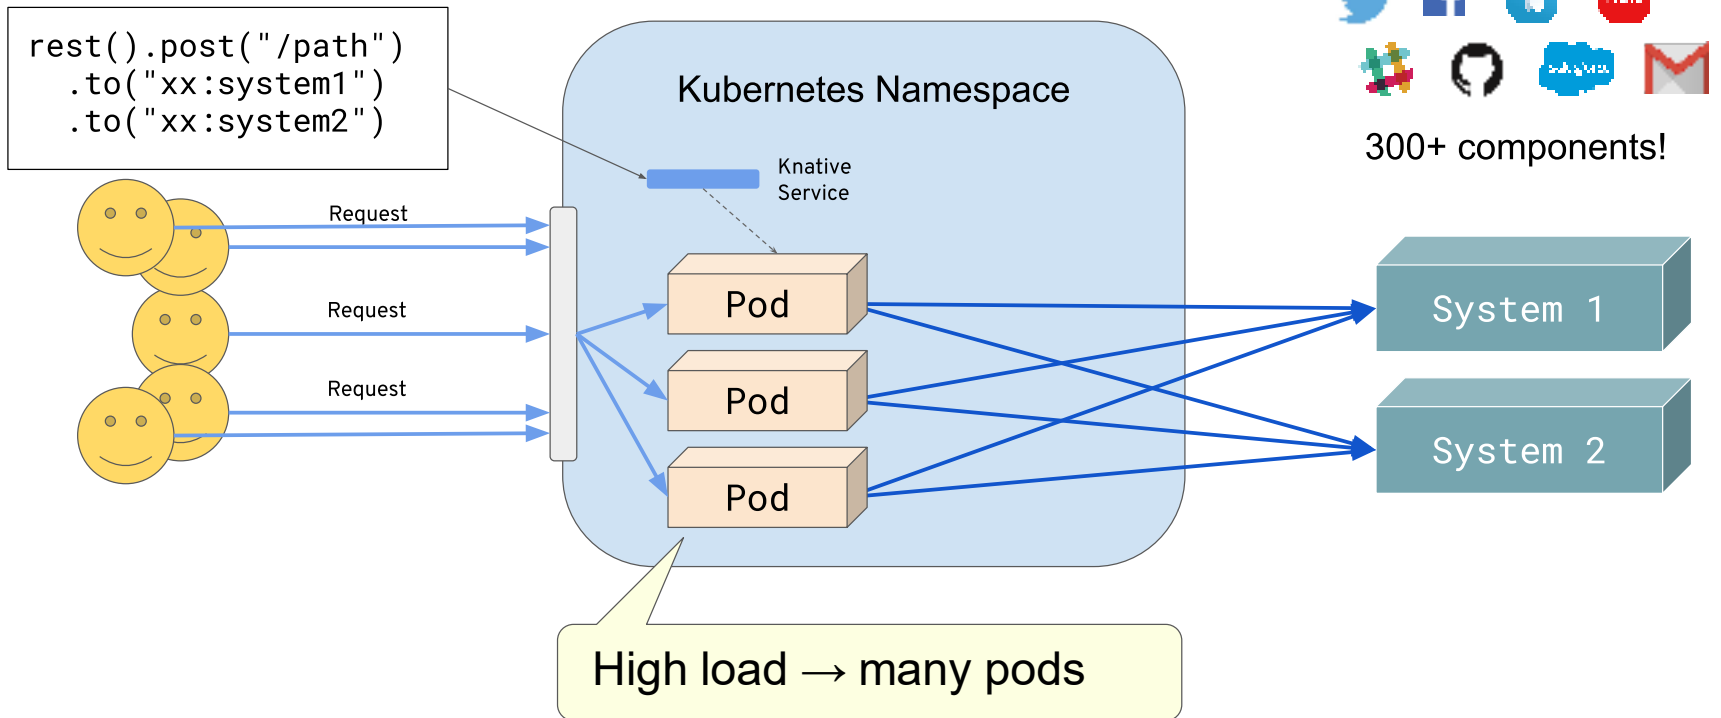 rest().post("/path")
.to("xx:system1")
.to("xx:system2")
Kubernetes Namespace
300+ components!
Knative
Service
Request
Request
Request
Pod
Pod
Pod
System 1
System 2
High load → many pods